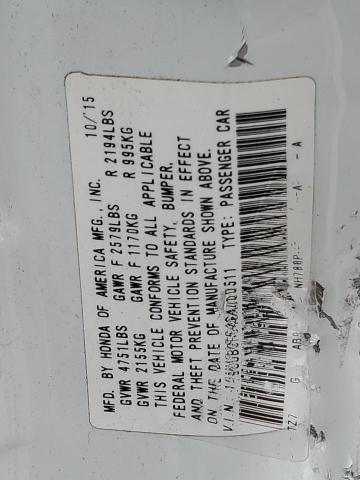 MFD. BY HONDA OF AMERICA MFG., INC. 10/'15
GVWR 4751LBS GAWR F 2579LBS R 2194LBS
GVWR 2155KG GAWR F 1170KG R 995KG
THIS VEHICLE CONFORMS TO ALL APPLICABLE
FEDERAL MOTOR VEHICLE SAFETY, BUMPER,
AND THEFT PREVENTION STANDARDS IN EFFECT
ON THE DATE OF MANUFACTURE SHOWN ABOVE.
V.I.N.: TYPE: PASSENGER CAR
TZ7 G A